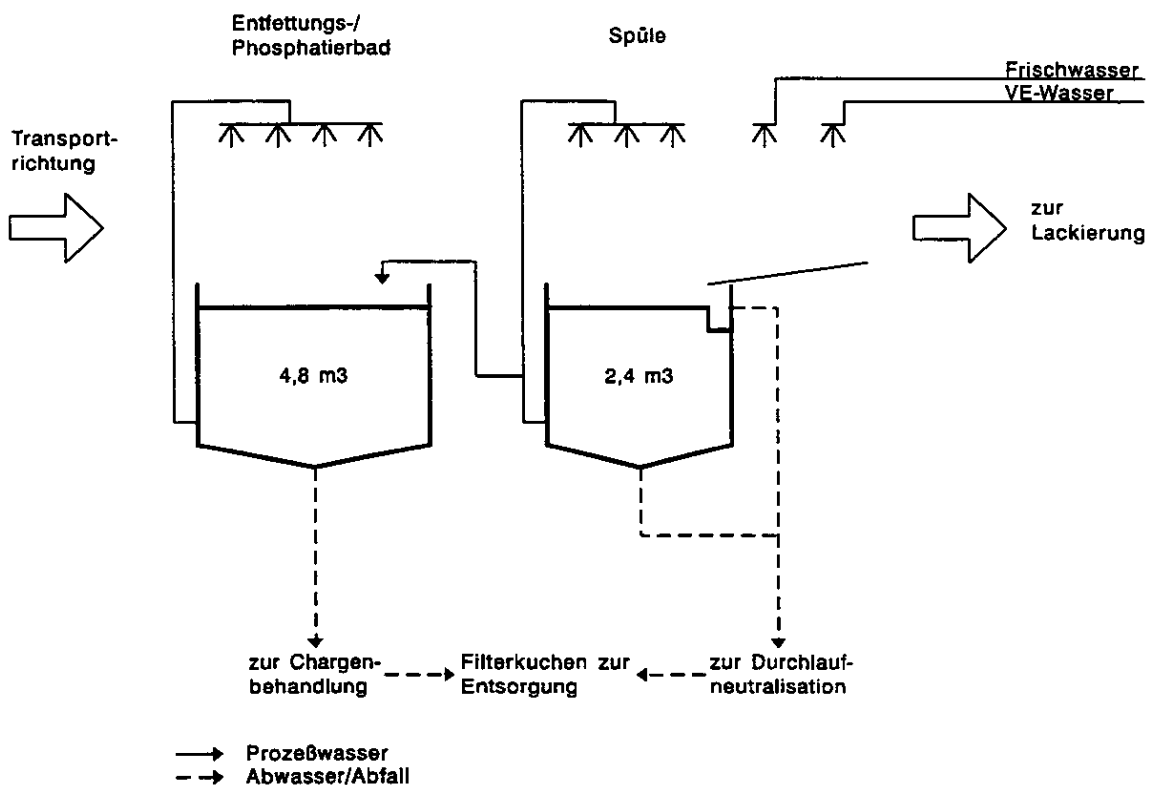 Entfettungs-/
Phosphatierbad
Spüle
Frischwasser
VE-Wasser
Transport-
richtung
zur
Lackierung
4,8 m3
2,4 m3
zur Chargen-
behandlung
Filterkuchen zur
Entsorgung
zur Durchlauf-
neutralisation
Prozeßwasser
Abwasser/Abfall